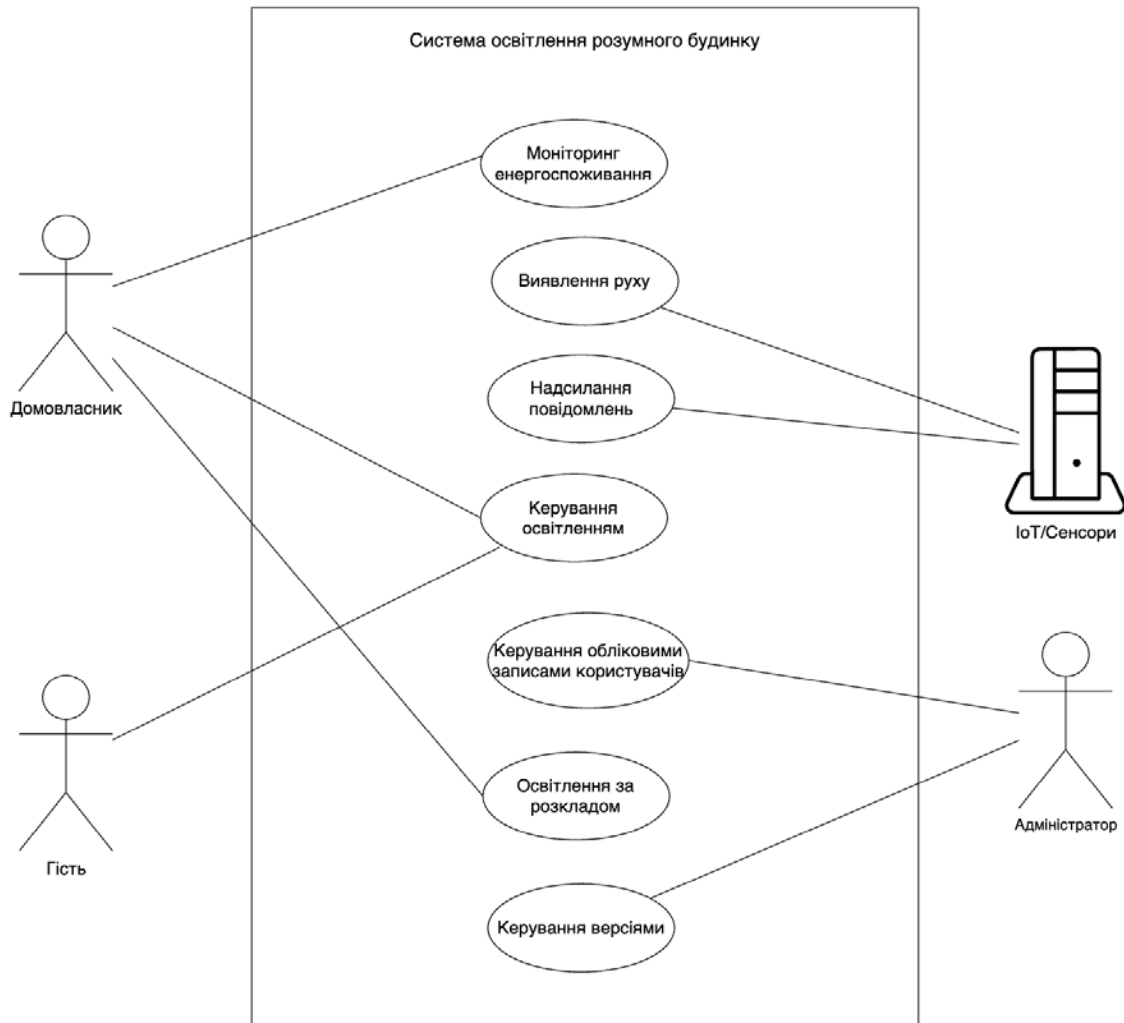 Система освітлення розумного будинку
Моніторинг
енергоспоживання
Виявлення руху
Надсилання
повідомлень
Домовласник
Керування
освітленням
IoT/Сенсори
Керування обліковими
записами користувачів
Освітлення за
розкладом
Адміністратор
Гість
Керування версіями